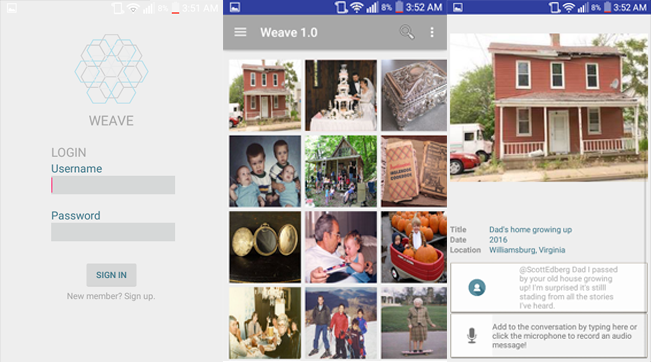 3:51 AM
WEAVE
LOGIN
Username
Password
SIGN IN
New member? Sign up.
8% 3:52 AM
Weave 1.0
8% 3:52 AM
Title Dad's home growing up
Date 2016
Location Williamsburg, Virginia
@ScottEdberg Dad I passed
by your old house growing
up! I'm surprised it's stilll
stading from all the stories
I've heard.
Add to the conversation by typing here or
click the microphone to record an audio
message!